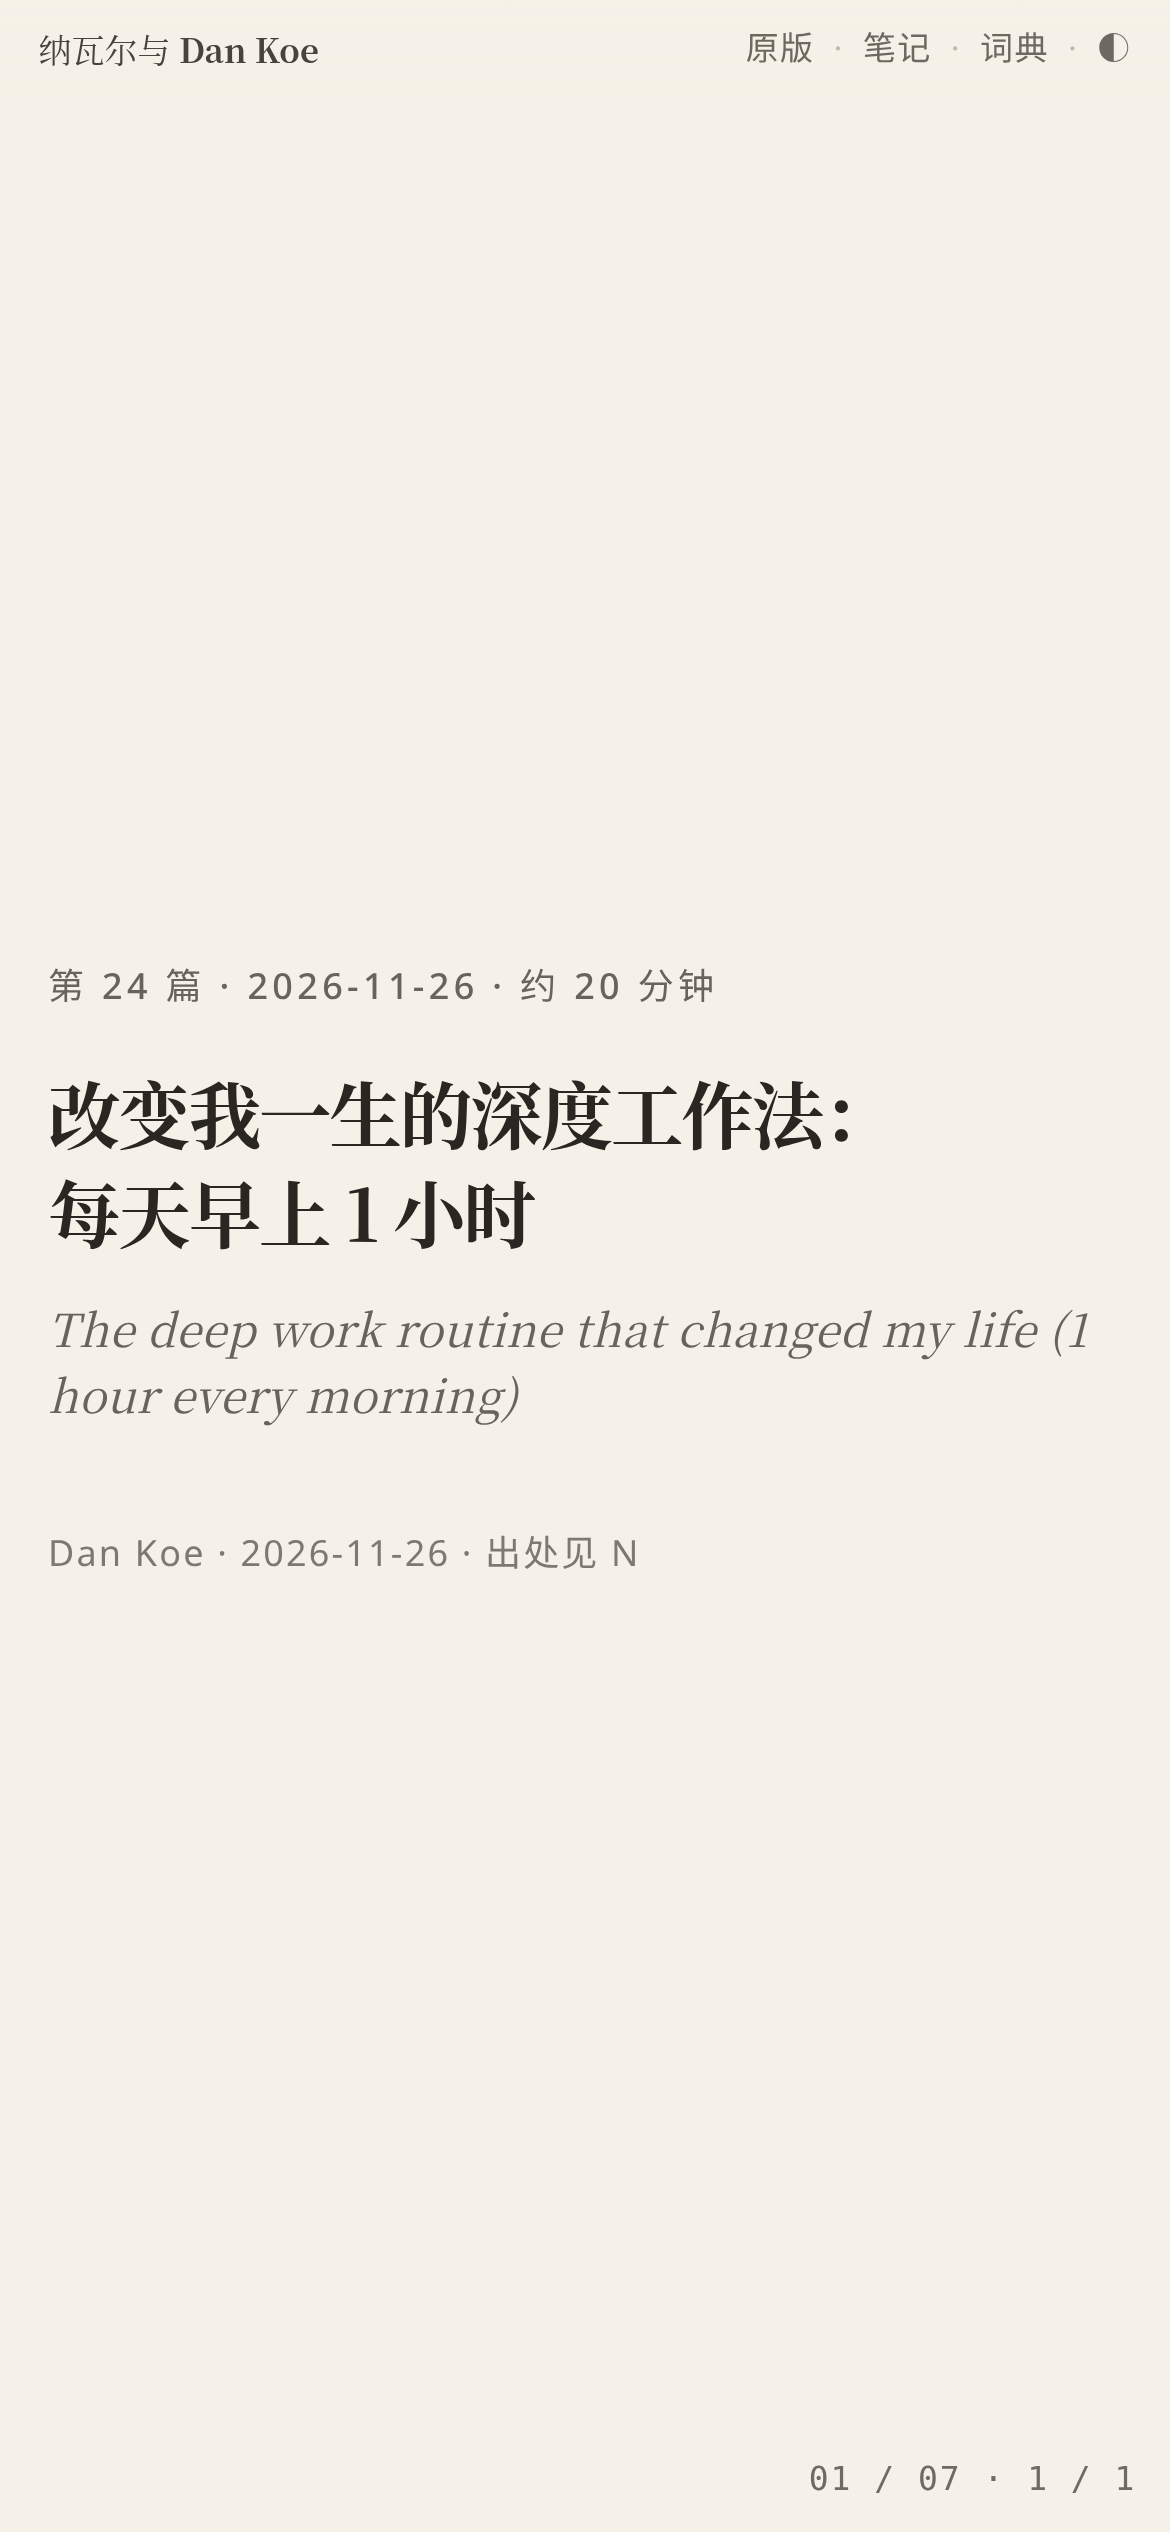 纳瓦尔与 Dan Koe
原版 · 笔记 · 词典 ·
第 24 篇 · 2026-11-26 · 约 20 分钟
改变我一生的深度工作法：
每天早上 1 小时
The deep work routine that changed my life (1
hour every morning)
Dan Koe · 2026-11-26 · 出处见 N
01 / 07 · 1 / 1